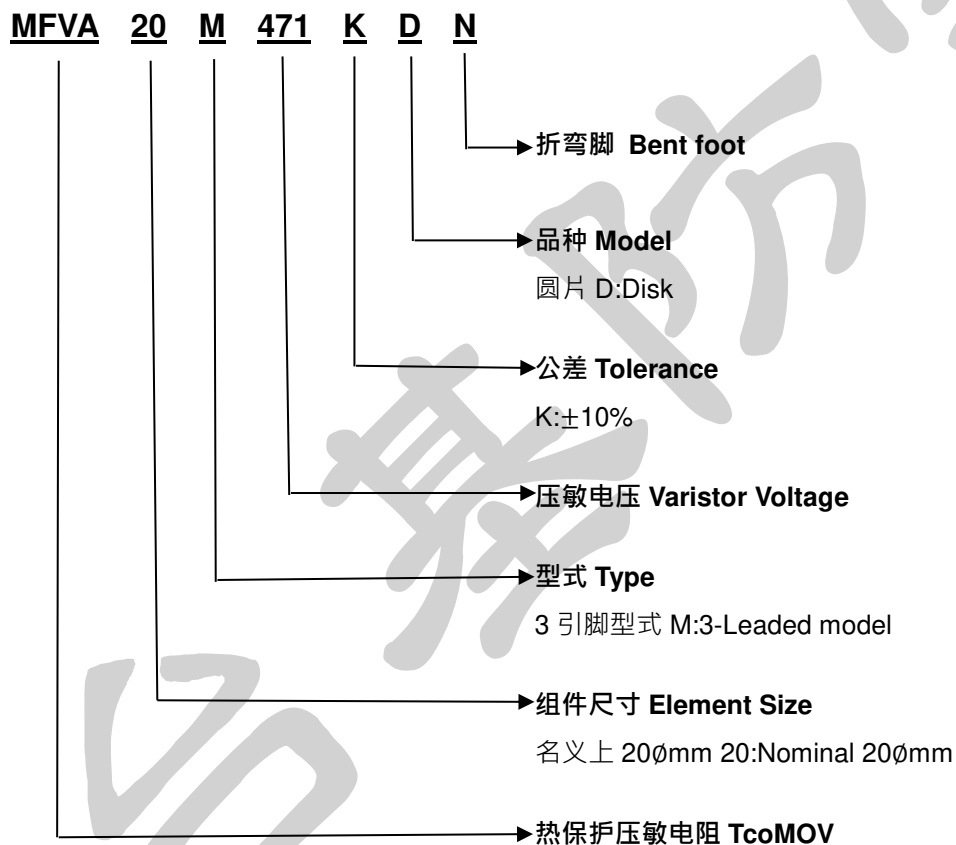 MFVA 20 M 471 K D N
折弯脚 Bent foot
品种 Model
圆片 D:Disk
公差 Tolerance
K:±10%
压敏电压 Varistor Voltage
型式 Type
3 引脚型式 M:3-Leaded model
组件尺寸 Element Size
名义上 20Ømm 20:Nominal 20Ømm
热保护压敏电阻 TcoMOV